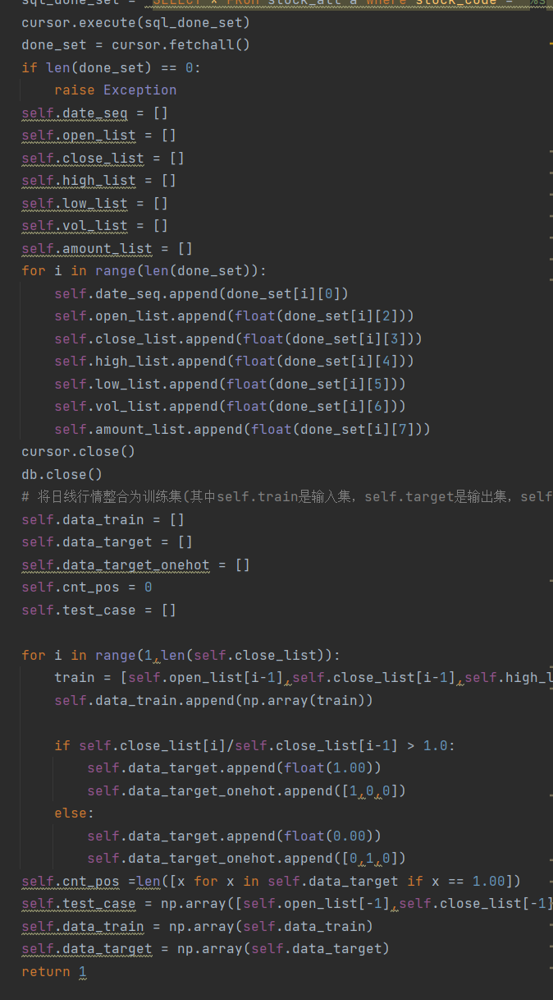 sql_done_set = "SELECT * FROM stock_all a where stock_code = '%s
cursor.execute(sql_done_set)
done_set = cursor.fetchall()
if len(done_set) == 0:
raise Exception
self.date_seq = []
self.open_list = []
self.close_list = []
self.high_list = []
self.low_list = []
self.vol_list = []
self.amount_list = []
for i in range(len(done_set)):
self.date_seq.append(done_set[i][0])
self.open_list.append(float(done_set[i][2]))
self.close_list.append(float(done_set[i][3]))
self.high_list.append(float(done_set[i][4]))
self.low_list.append(float(done_set[i][5]))
self.vol_list.append(float(done_set[i][6]))
self.amount_list.append(float(done_set[i][7]))
cursor.close()
db.close()
# 将日线行情整合为训练集(其中self.train是输入集，self.target是输出集，self
self.data_train = []
self.data_target = []
self.data_target_onehot = []
self.cnt_pos = 0
self.test_case = []
for i in range(1,len(self.close_list)):
train = [self.open_list[i-1],self.close_list[i-1],self.high_l
self.data_train.append(np.array(train))
if self.close_list[i]/self.close_list[i-1] > 1.0:
self.data_target.append(float(1.00))
self.data_target_onehot.append([1,0,0])
else:
self.data_target.append(float(0.00))
self.data_target_onehot.append([0,1,0])
self.cnt_pos =len([x for x in self.data_target if x == 1.00])
self.test_case = np.array([self.open_list[-1],self.close_list[-1]
self.data_train = np.array(self.data_train)
self.data_target = np.array(self.data_target)
return 1